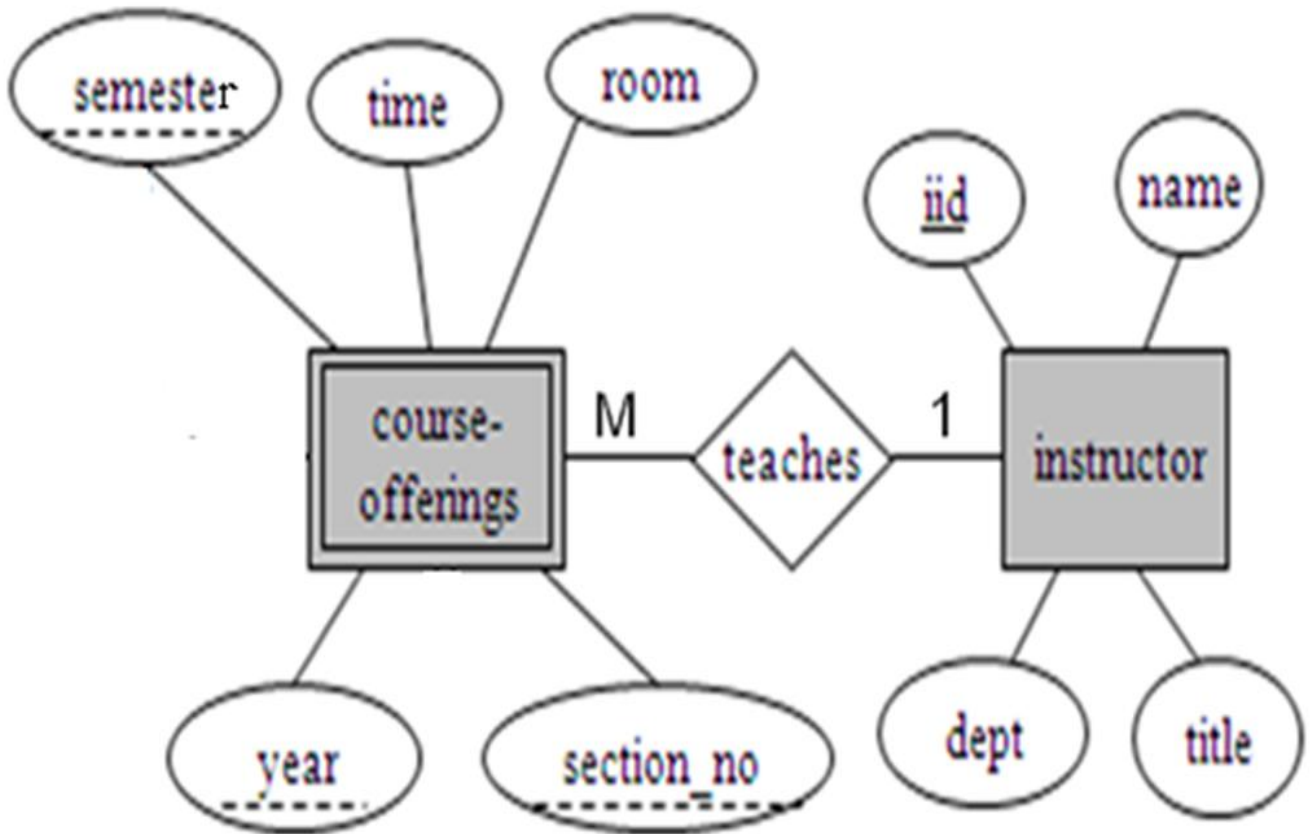 semester
time
room
iid
name
course-
offerings
M
teaches
1
instructor
year
section_no
dept
title